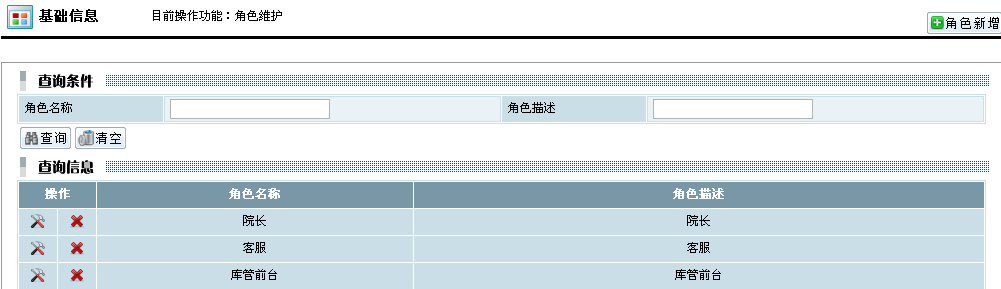 基础信息 目前操作功能：角色维护
角色新增
查询条件
角色名称 角色描述
查询 清空
查询信息
操作 角色名称 角色描述
院长 院长
客服 客服
库管前台 库管前台